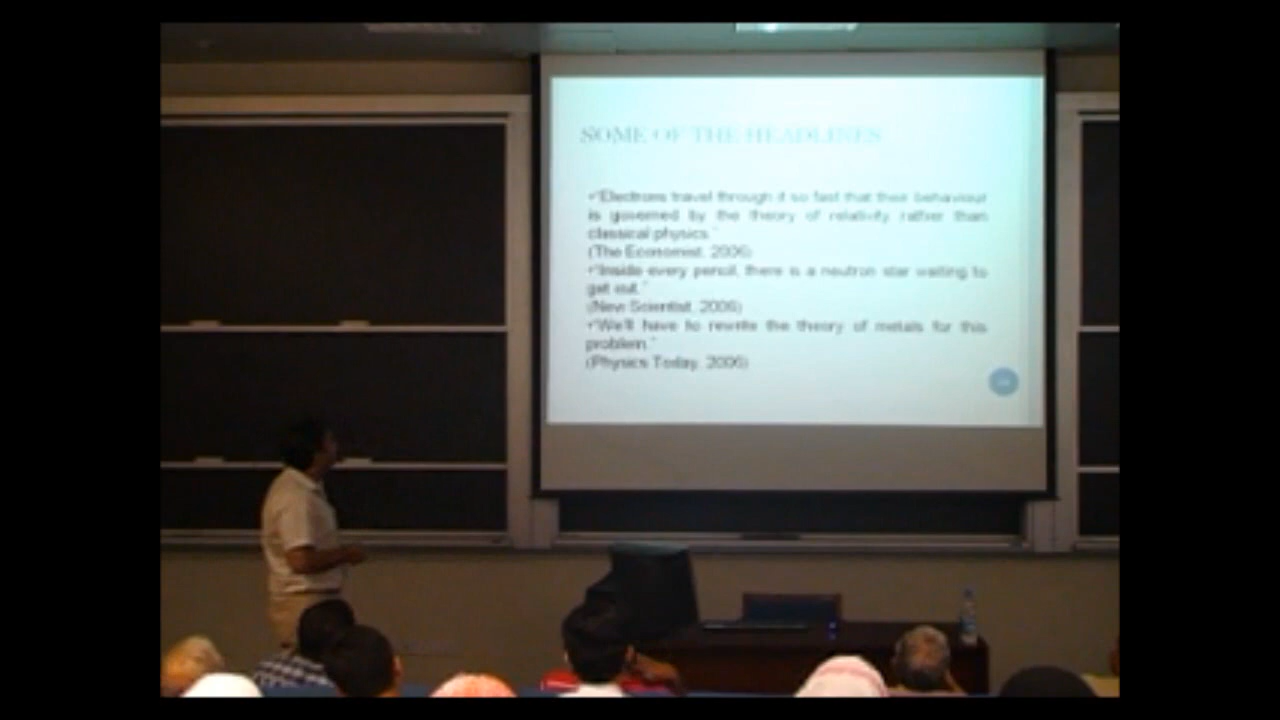 SOME OF THE HEADLINES
"Electrons travel through it so fast that their behaviour
is governed by the theory of relativity rather than
classical physics."
(The Economist, 2006)
"Inside every pencil, there is a neutron star waiting to
get out."
(New Scientist, 2006)
"We'll have to rewrite the theory of metals for this
problem."
(Physics Today, 2006)